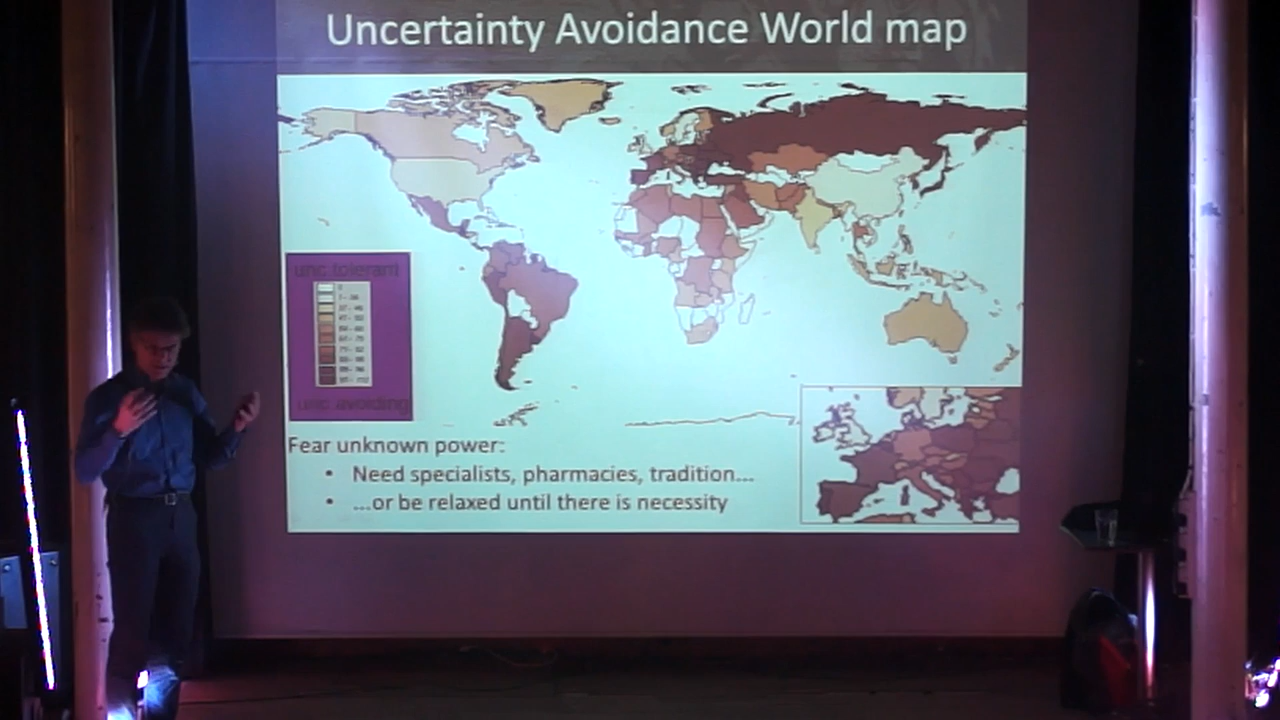 Uncertainty Avoidance World map
unc.tolerant
unc.avoiding
Fear unknown power:
• Need specialists, pharmacies, tradition...
• ...or be relaxed until there is necessity